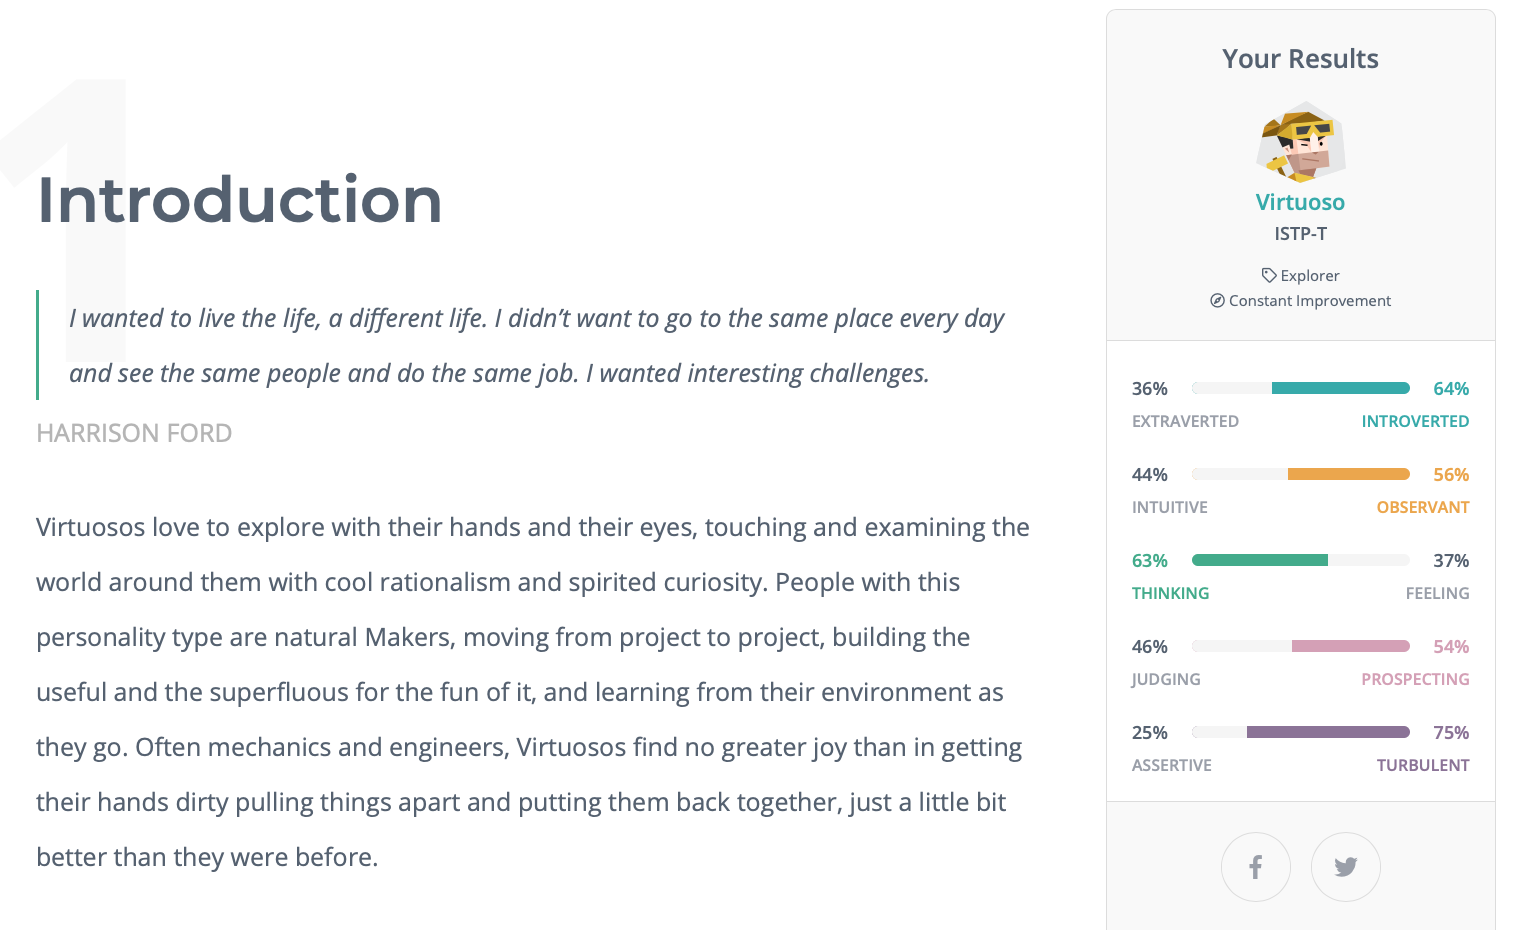 1
Introduction
I wanted to live the life, a different life. I didn’t want to go to the same place every day
and see the same people and do the same job. I wanted interesting challenges.
HARRISON FORD
Virtuosos love to explore with their hands and their eyes, touching and examining the
world around them with cool rationalism and spirited curiosity. People with this
personality type are natural Makers, moving from project to project, building the
useful and the superfluous for the fun of it, and learning from their environment as
they go. Often mechanics and engineers, Virtuosos find no greater joy than in getting
their hands dirty pulling things apart and putting them back together, just a little bit
better than they were before.
Your Results
Virtuoso
ISTP-T
Explorer
Constant Improvement
36% 64%
EXTRAVERTED INTROVERTED
44% 56%
INTUITIVE OBSERVANT
63% 37%
THINKING FEELING
46% 54%
JUDGING PROSPECTING
25% 75%
ASSERTIVE TURBULENT